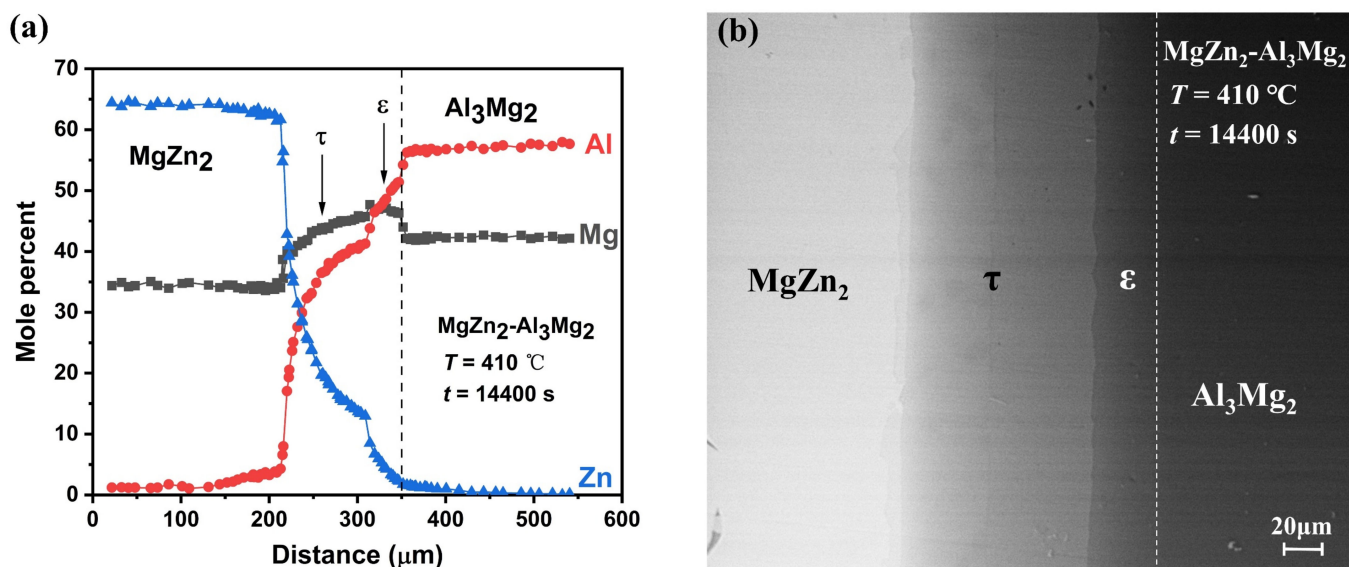 (a)
70
60
50
40
30
20
10
0
Mole percent
MgZn₂
τ
ε
Al₃Mg₂
Al
Mg
MgZn₂-Al₃Mg₂
T = 410 ℃
t = 14400 s
Zn
0 100 200 300 400 500 600
Distance (μm)
(b)
MgZn₂-Al₃Mg₂
T = 410 ℃
t = 14400 s
MgZn₂
τ
ε
Al₃Mg₂
20μm